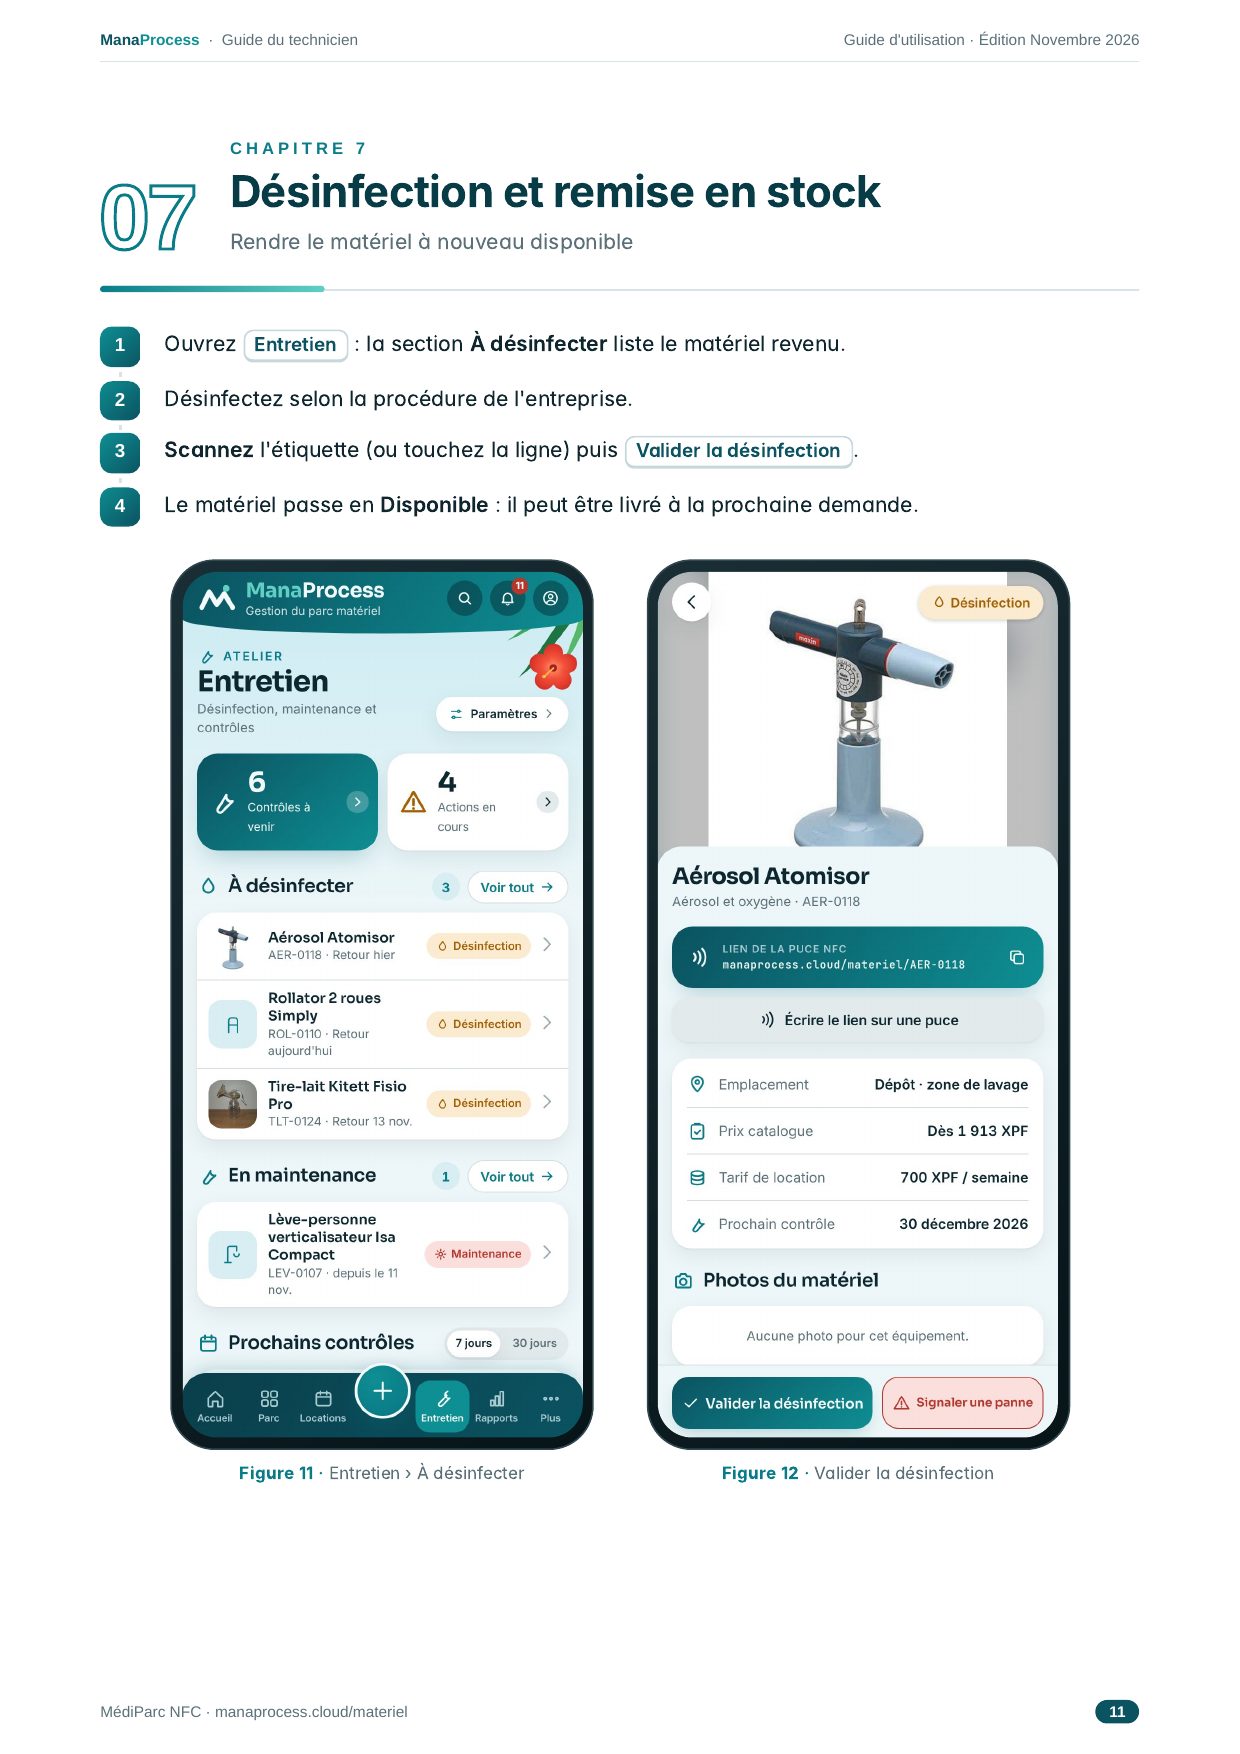 ManaProcess · Guide du technicien
Guide d'utilisation · Édition Novembre 2026
CHAPITRE 7
07
Désinfection et remise en stock
Rendre le matériel à nouveau disponible
1 Ouvrez Entretien : la section À désinfecter liste le matériel revenu.
2 Désinfectez selon la procédure de l'entreprise.
3 Scannez l'étiquette (ou touchez la ligne) puis Valider la désinfection.
4 Le matériel passe en Disponible : il peut être livré à la prochaine demande.
ManaProcess
Gestion du parc matériel
11
ATELIER
Entretien
Désinfection, maintenance et
contrôles
Paramètres
6
Contrôles à
venir
4
Actions en
cours
À désinfecter
3
Voir tout
Aérosol Atomisor
AER-0118 · Retour hier
Désinfection
Rollator 2 roues
Simply
ROL-0110 · Retour
aujourd'hui
Désinfection
Tire-lait Kitett Fisio
Pro
TLT-0124 · Retour 13 nov.
Désinfection
En maintenance
1
Voir tout
Lève-personne
verticalisateur Isa
Compact
LEV-0107 · depuis le 11
nov.
Maintenance
Prochains contrôles
7 jours
30 jours
Accueil
Parc
Locations
Entretien
Rapports
Plus
Figure 11 · Entretien › À désinfecter
Désinfection
Aérosol Atomisor
Aérosol et oxygène · AER-0118
LIEN DE LA PUCE NFC
manaprocess.cloud/materiel/AER-0118
Écrire le lien sur une puce
Emplacement Dépôt · zone de lavage
Prix catalogue Dès 1 913 XPF
Tarif de location 700 XPF / semaine
Prochain contrôle 30 décembre 2026
Photos du matériel
Aucune photo pour cet équipement.
Valider la désinfection
Signaler une panne
Figure 12 · Valider la désinfection
MédiParc NFC · manaprocess.cloud/materiel
11